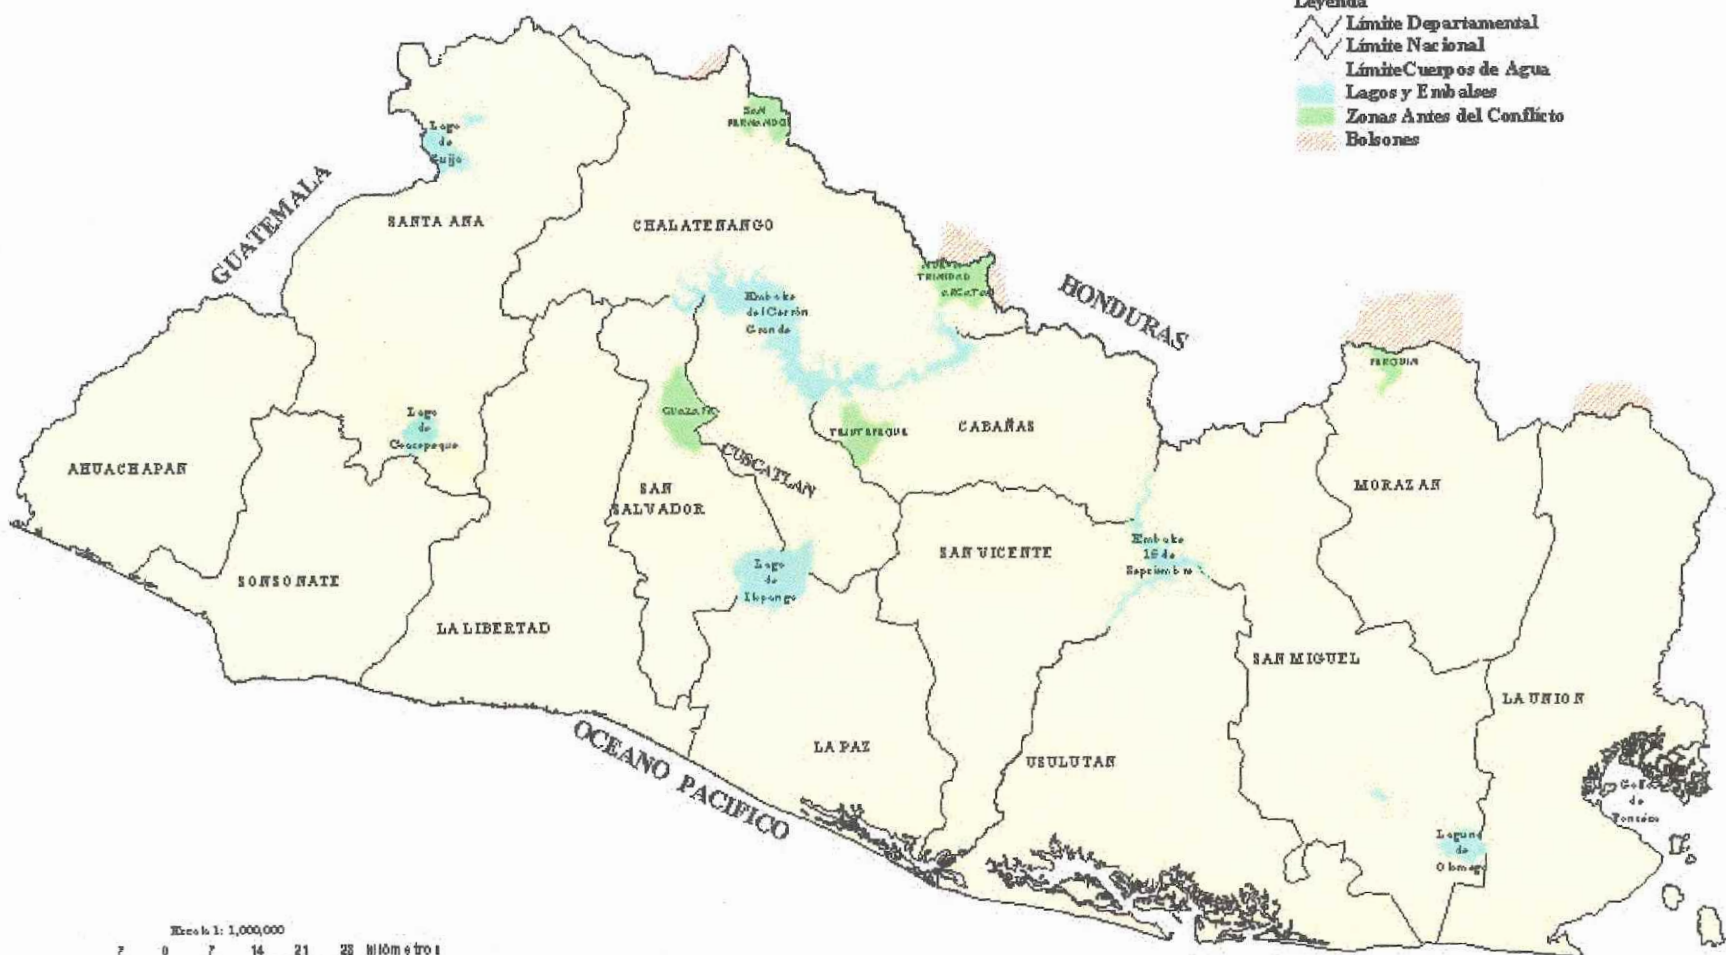 Leyenda
Límite Departamental
Límite Nacional
LímiteCuerpos de Agua
Lagos y Embalses
Zonas Antes del Conflicto
Bolsones
SAN
FERNANDO
Lago
de
Guija
GUATEMALA
SANTA ANA
CHALATENANGO
TRINIDAD
HONDURAS
Embalse
del Cerrón
Grande
PERQUIN
Lago
de
Coatepeque
GUAZAPA
CUSCATLAN
CABAÑAS
AHUACHAPAN
SAN
SALVADOR
MORAZAN
SAN VICENTE
Embalse
15 de
Septiembre
SONSONATE
Lago
de
Ilopango
LA LIBERTAD
SAN MIGUEL
LA UNION
LA PAZ
USULUTAN
OCEANO PACIFICO
Golfo
de
Fonseca
Laguna
de
Olomega
Escala 1: 1,000,000
7 0 7 14 21 28 kilómetros